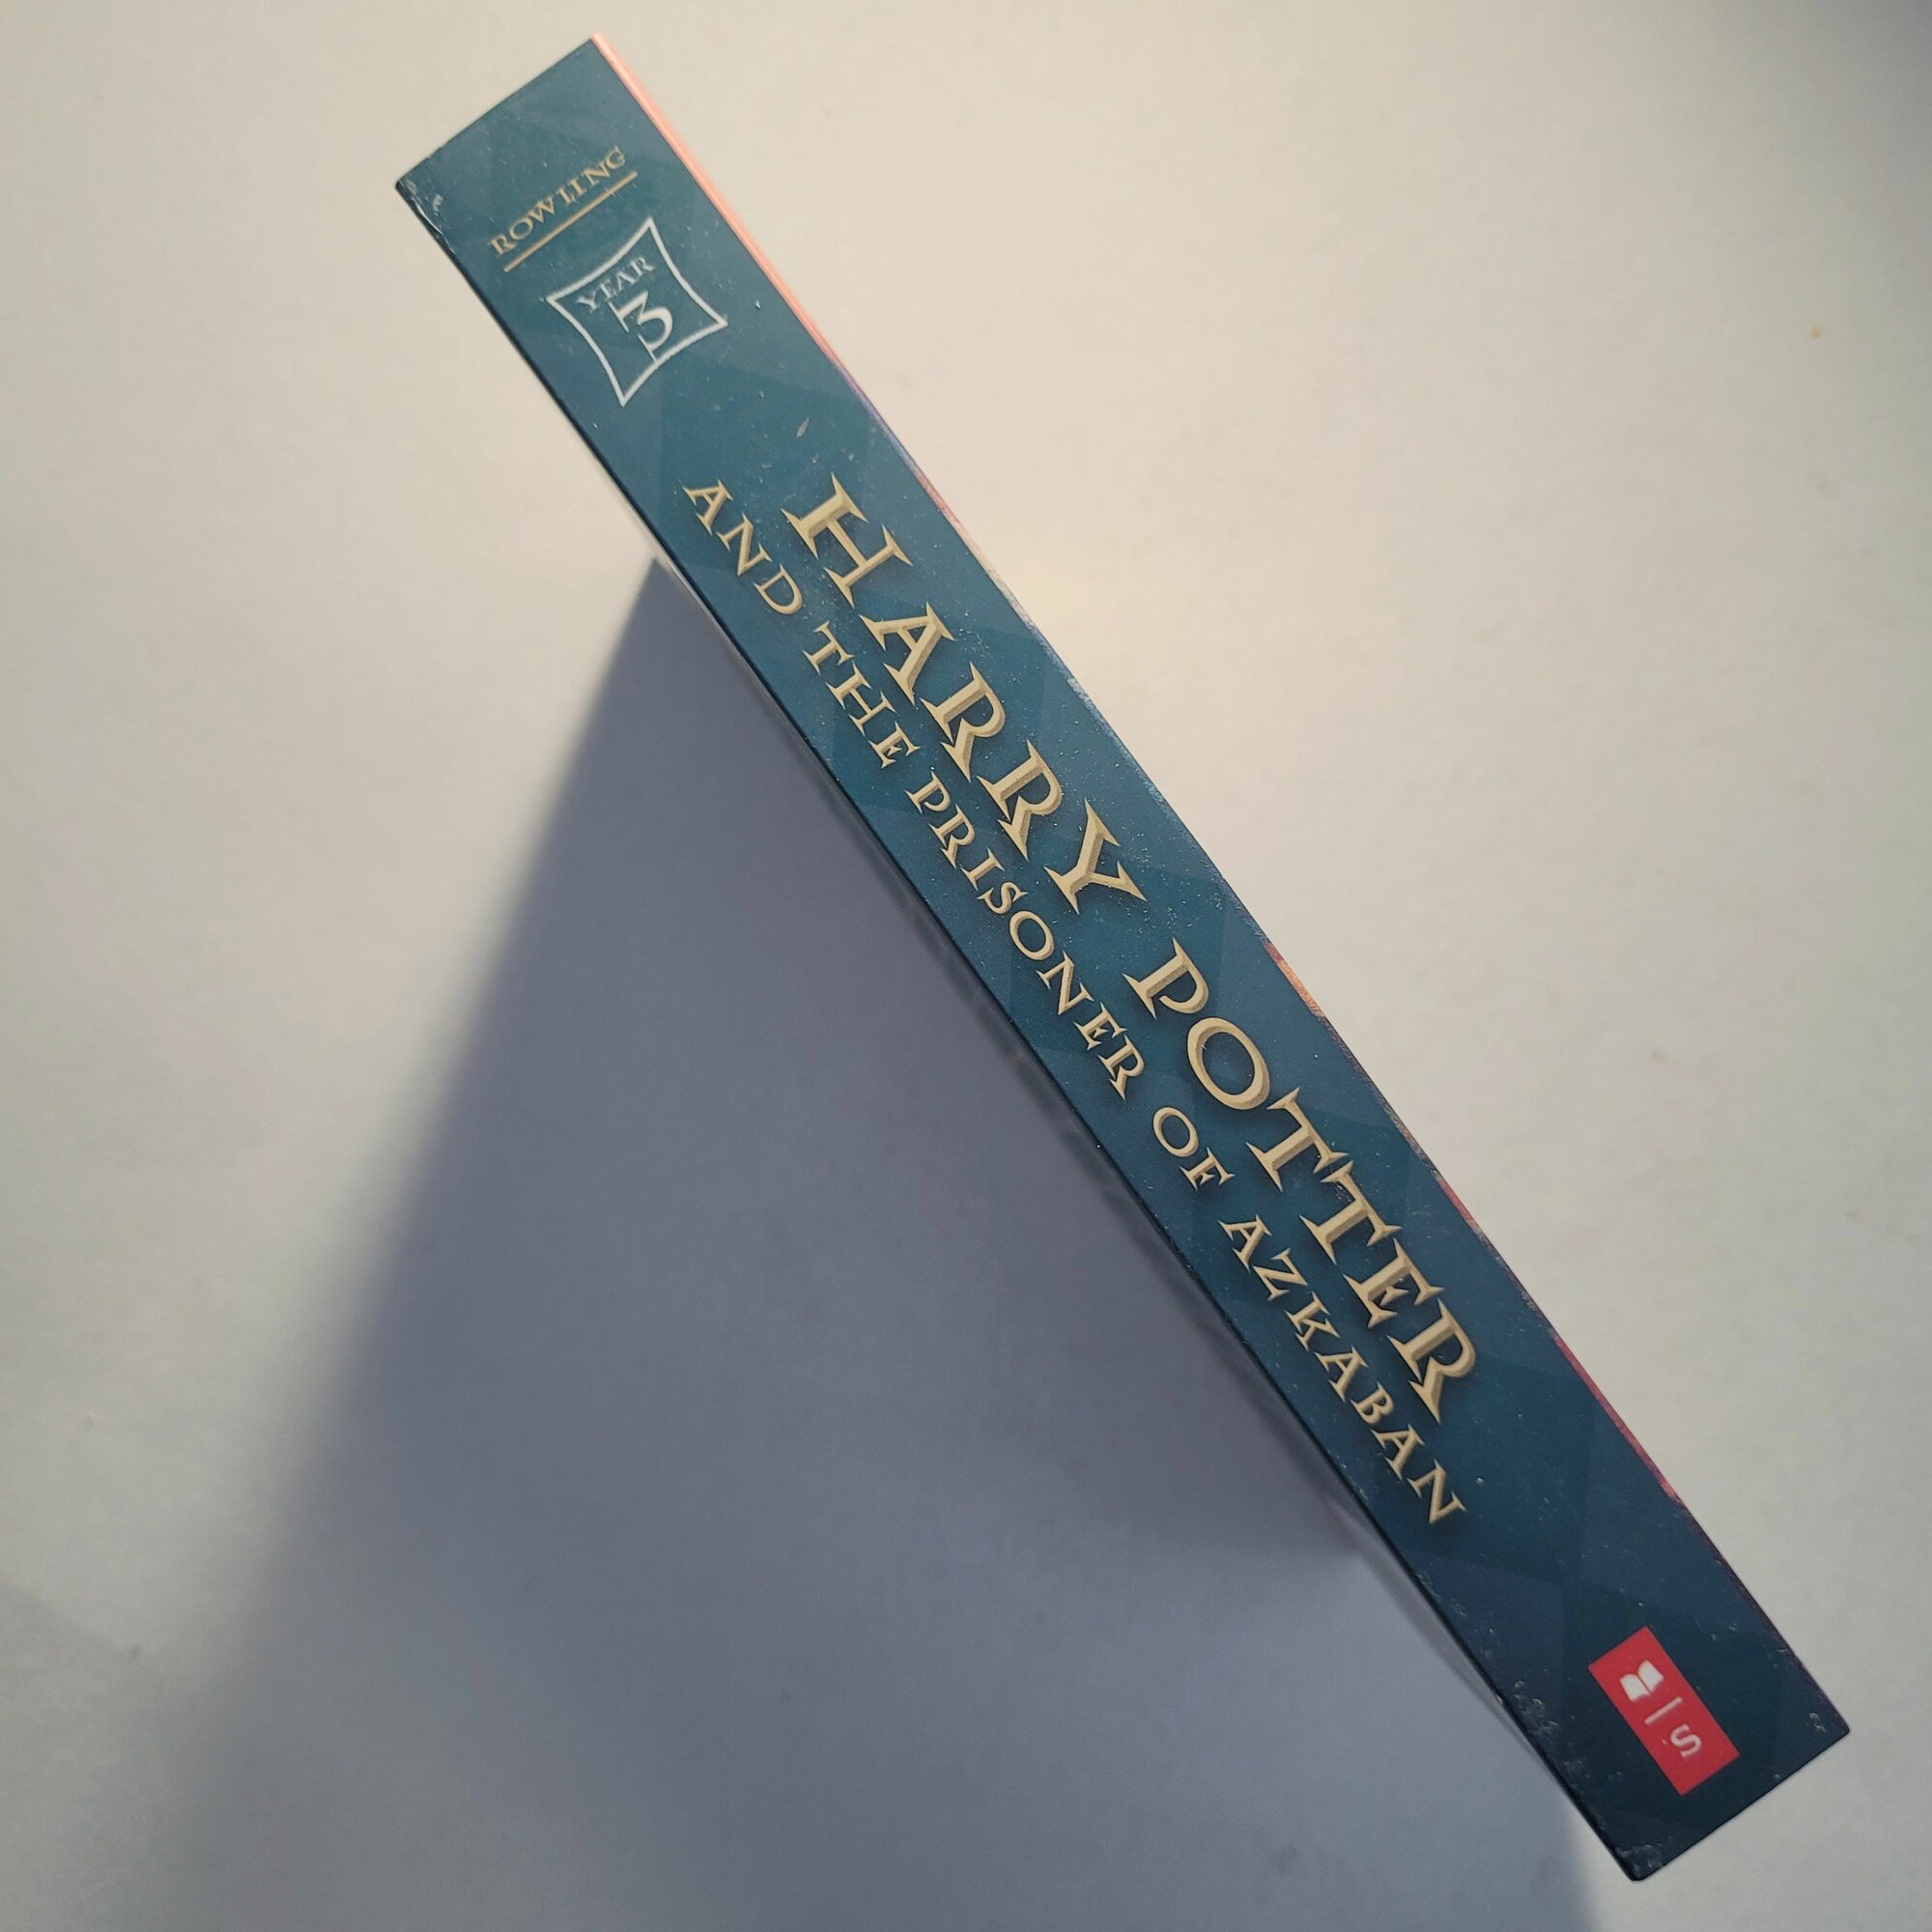 ROWLING
YEAR
3
HARRY POTTER
AND THE PRISONER OF AZKABAN
S